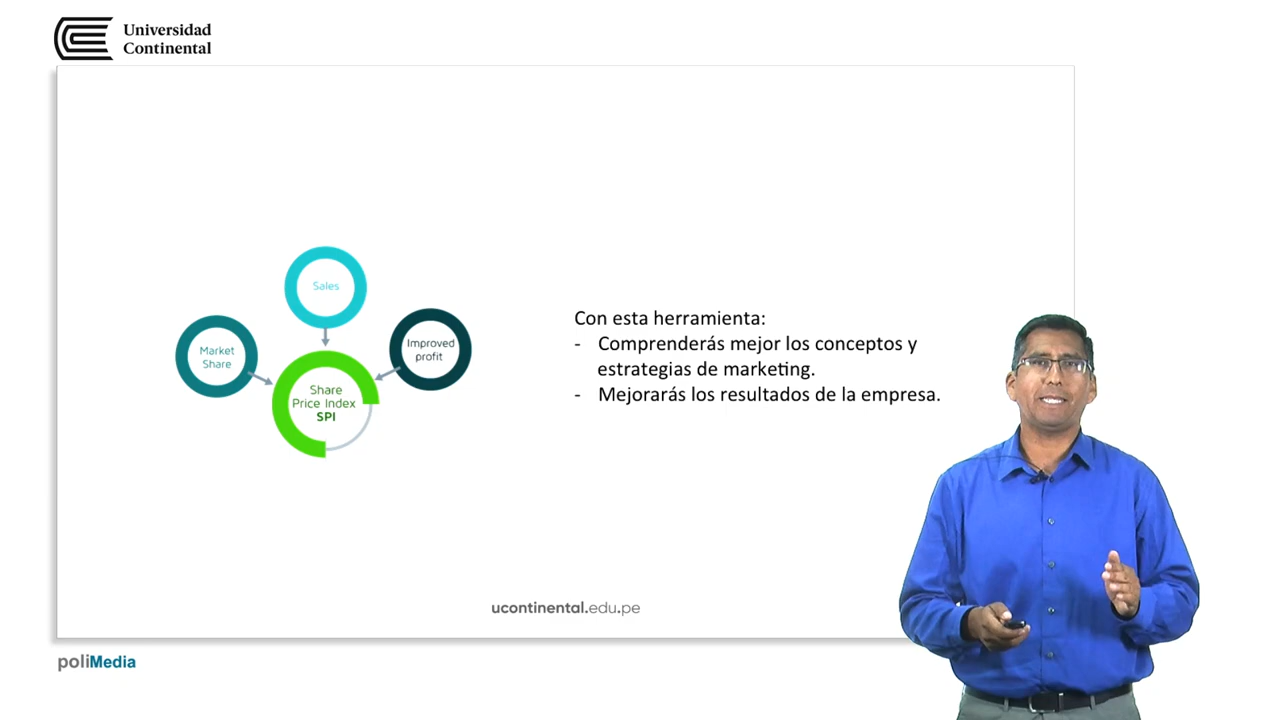 Universidad
Continental
Sales
Market
Share
Improved
profit
Share
Price Index
SPI
Con esta herramienta:
- Comprenderás mejor los conceptos y
estrategias de marketing.
- Mejorarás los resultados de la empresa.
ucontinental.edu.pe
poliMedia